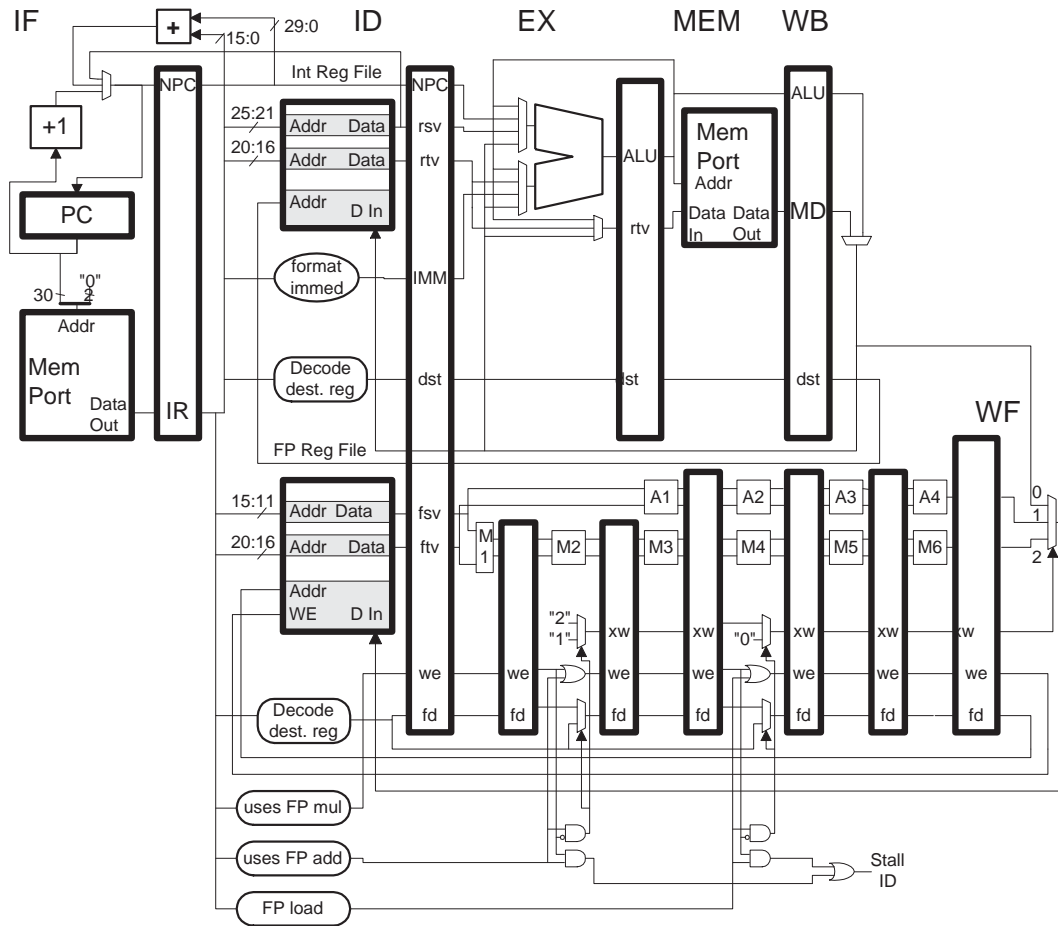 IF
ID
EX
MEM
WB
+
29:0
15:0
Int Reg File
NPC
NPC
ALU
+1
25:21
Addr
Data
rsv
Mem
Port
20:16
Addr
Data
rtv
ALU
Addr
PC
Addr
D In
rtv
Data
In
Data
Out
MD
format
immed
IMM
30
"0"
2
Addr
Mem
Port
Data
Out
IR
Decode
dest. reg
dst
dst
dst
WF
FP Reg File
15:11
Addr
Data
fsv
A1
A2
A3
A4
0
1
20:16
Addr
Data
ftv
M
1
M2
M3
M4
M5
M6
2
Addr
WE
D In
"2"
"1"
xw
xw
"0"
xw
xw
xw
we
we
we
we
we
we
we
Decode
dest. reg
fd
fd
fd
fd
fd
fd
fd
uses FP mul
uses FP add
Stall
ID
FP load